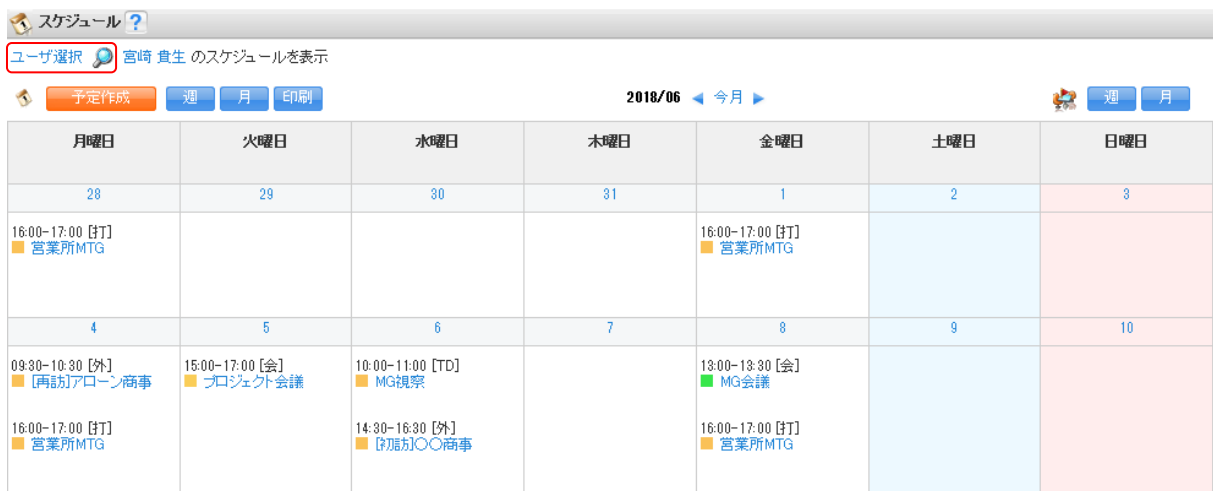 スケジュール ?
ユーザ選択 宮崎 貴生 のスケジュールを表示
予定作成 週 月 印刷 2018/06 今月 週 月
月曜日 火曜日 水曜日 木曜日 金曜日 土曜日 日曜日
28 29 30 31 1 2 3
16:00-17:00 [打] 16:00-17:00 [打]
営業所MTG 営業所MTG
4 5 6 7 8 9 10
09:30-10:30 [外] 15:00-17:00 [会] 10:00-11:00 [TD] 13:00-13:30 [会]
[再訪]アローン商事 プロジェクト会議 MG視察 MG会議
16:00-17:00 [打] 14:30-16:30 [外] 16:00-17:00 [打]
営業所MTG [初訪]〇〇商事 営業所MTG